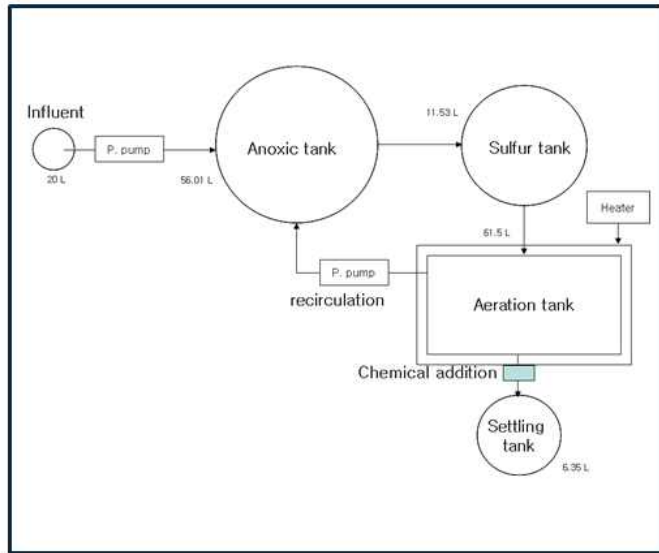 Influent
P. pump
20 L
56.01 L
Anoxic tank
11.53 L
Sulfur tank
61.5 L
Heater
P. pump
recirculation
Aeration tank
Chemical addition
Settling
tank
6.35 L